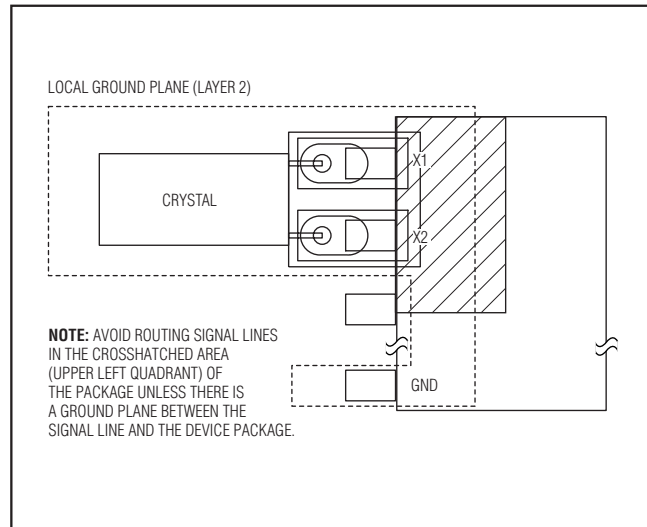 LOCAL GROUND PLANE (LAYER 2)
CRYSTAL
X1
X2
NOTE: AVOID ROUTING SIGNAL LINES
IN THE CROSSHATCHED AREA
(UPPER LEFT QUADRANT) OF
THE PACKAGE UNLESS THERE IS
A GROUND PLANE BETWEEN THE
SIGNAL LINE AND THE DEVICE PACKAGE.
GND